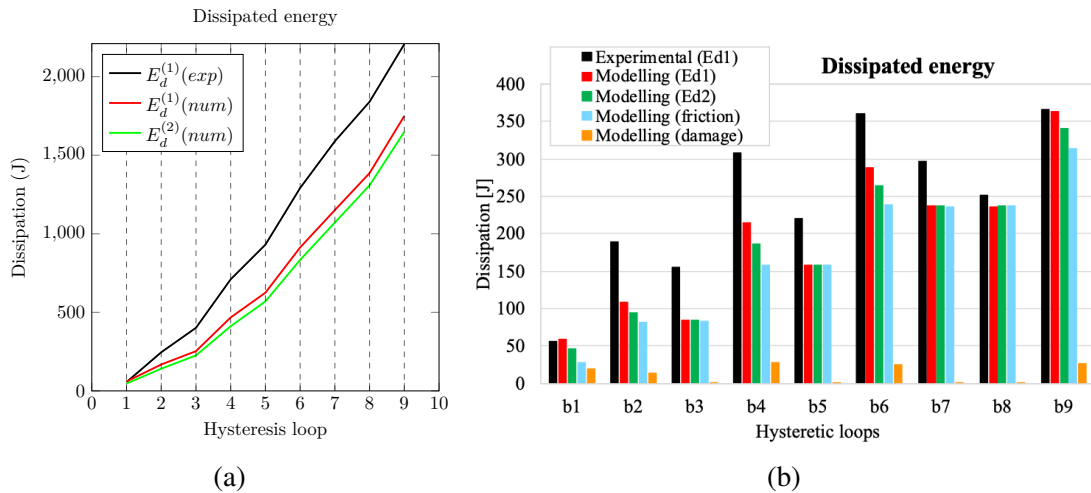 Dissipated energy
E_d^{(1)}(exp)
E_d^{(1)}(num)
E_d^{(2)}(num)
2,000
1,500
1,000
500
0
Dissipation (J)
0 1 2 3 4 5 6 7 8 9 10
Hysteresis loop
(a)
Experimental (Ed1)
Modelling (Ed1)
Modelling (Ed2)
Modelling (friction)
Modelling (damage)
Dissipated energy
400
350
300
250
200
150
100
50
0
Dissipation [J]
b1 b2 b3 b4 b5 b6 b7 b8 b9
Hysteretic loops
(b)